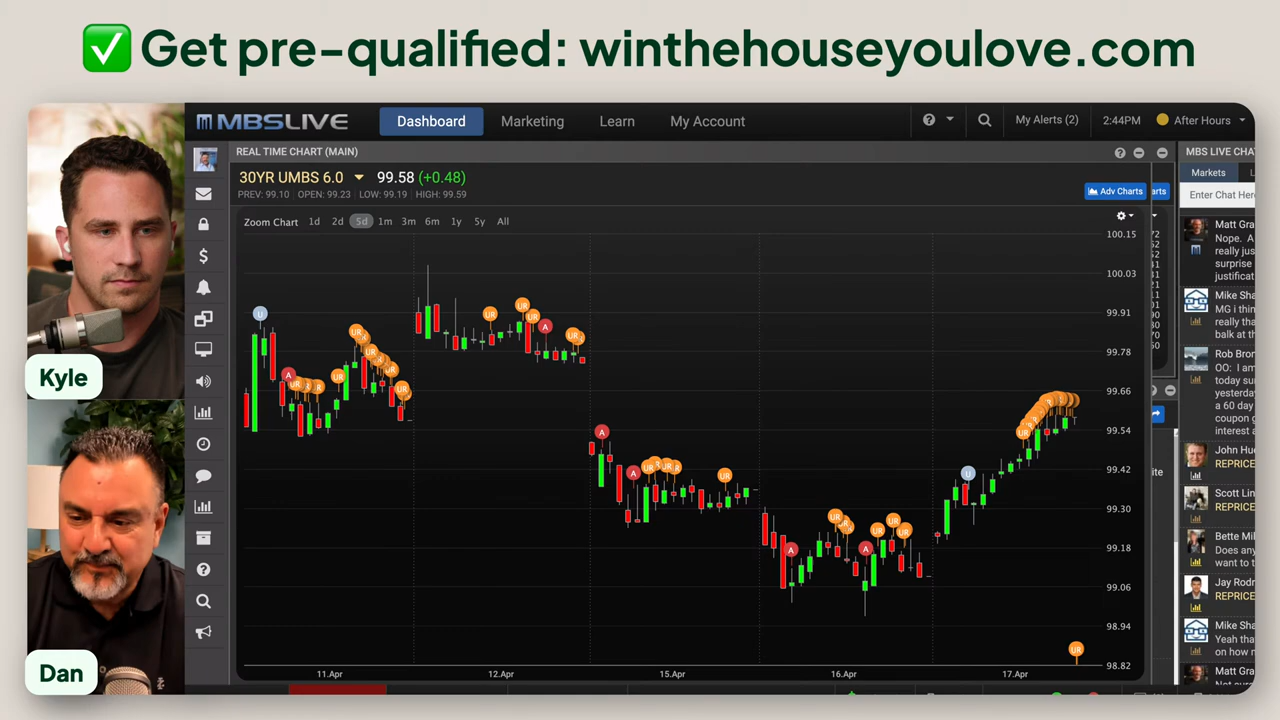 ✅ Get pre-qualified: winthehouseyoulove.com
MBSLIVE
Dashboard
Marketing
Learn
My Account
My Alerts (2)
2:44PM
After Hours
REAL TIME CHART (MAIN)
MBS LIVE CHA
30YR UMBS 6.0
99.58 (+0.48)
PREV: 99.10 OPEN: 99.23 LOW: 99.19 HIGH: 99.59
Adv Charts
arts
Markets
Enter Chat Here
Zoom Chart 1d 2d 5d 1m 3m 6m 1y 5y All
100.15
100.03
99.91
99.78
99.66
99.54
99.42
99.30
99.18
99.06
98.94
98.82
11.Apr
12.Apr
15.Apr
16.Apr
17.Apr
Matt Gra
Nope. A
really jus
surprise
justificat
Mike Sha
MG i thin
really tha
balk at th
Rob Bron
OO: I am
today su
yesterda
a 60 day
coupon g
interest a
John Hue
REPRICE
Scott Lin
REPRICE
Bette Mil
Does any
want to t
Jay Rodr
REPRICE
Mike Sha
Yeah tha
on how n
Matt Gra
Kyle
Dan